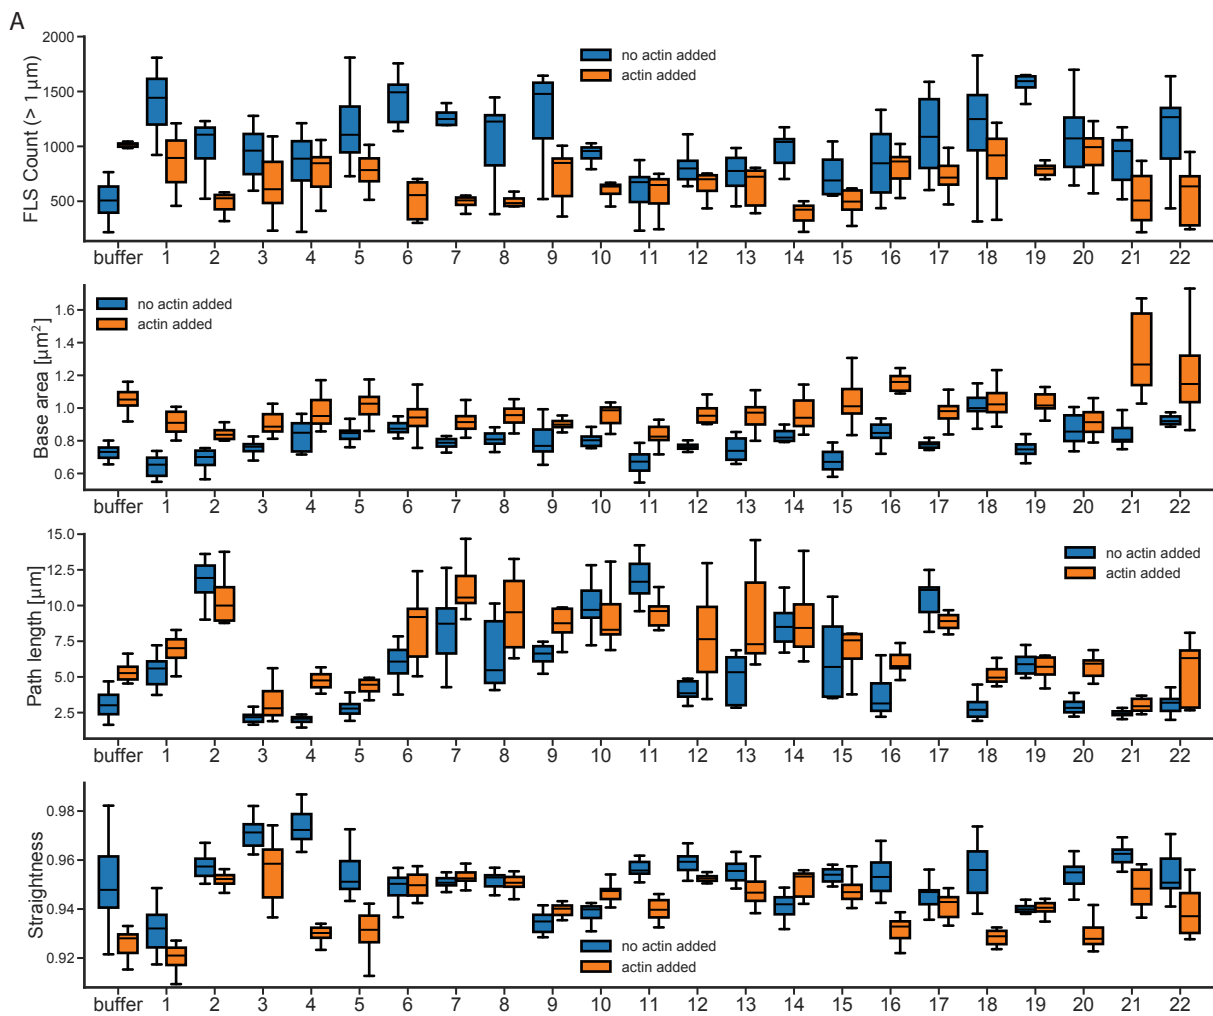 A
FLS Count (> 1 μm)
2000
1500
1000
500
no actin added
actin added
buffer 1 2 3 4 5 6 7 8 9 10 11 12 13 14 15 16 17 18 19 20 21 22
Base area [μm²]
1.6
1.4
1.2
1.0
0.8
0.6
no actin added
actin added
buffer 1 2 3 4 5 6 7 8 9 10 11 12 13 14 15 16 17 18 19 20 21 22
Path length [μm]
15.0
12.5
10.0
7.5
5.0
2.5
no actin added
actin added
buffer 1 2 3 4 5 6 7 8 9 10 11 12 13 14 15 16 17 18 19 20 21 22
Straightness
0.98
0.96
0.94
0.92
no actin added
actin added
buffer 1 2 3 4 5 6 7 8 9 10 11 12 13 14 15 16 17 18 19 20 21 22